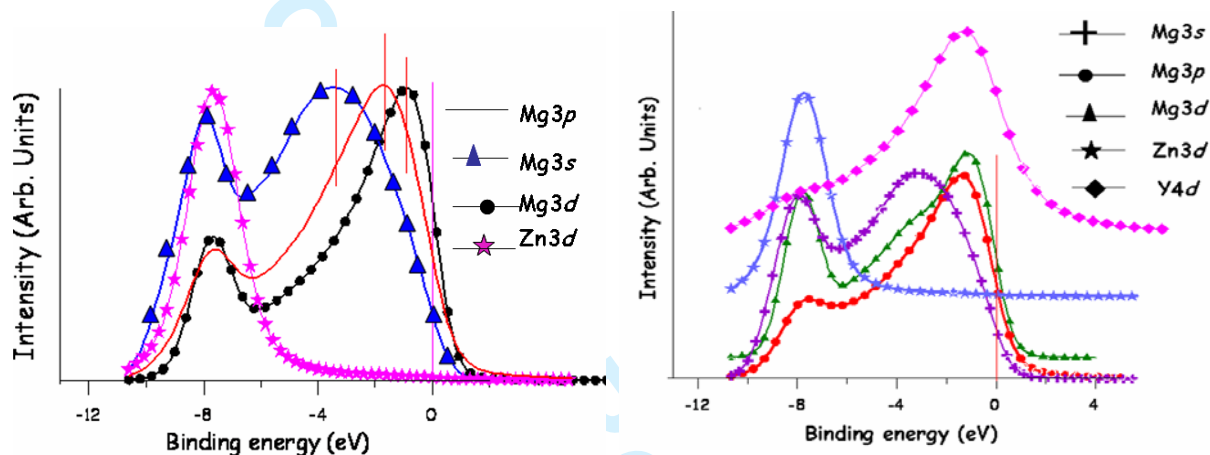 Intensity (Arb. Units)
Mg3p
Mg3s
Mg3d
Zn3d
-12
-8
-4
0
Binding energy (eV)
Intensity (Arb. Units)
Mg3s
Mg3p
Mg3d
Zn3d
Y4d
-12
-8
-4
0
4
Binding energy (eV)